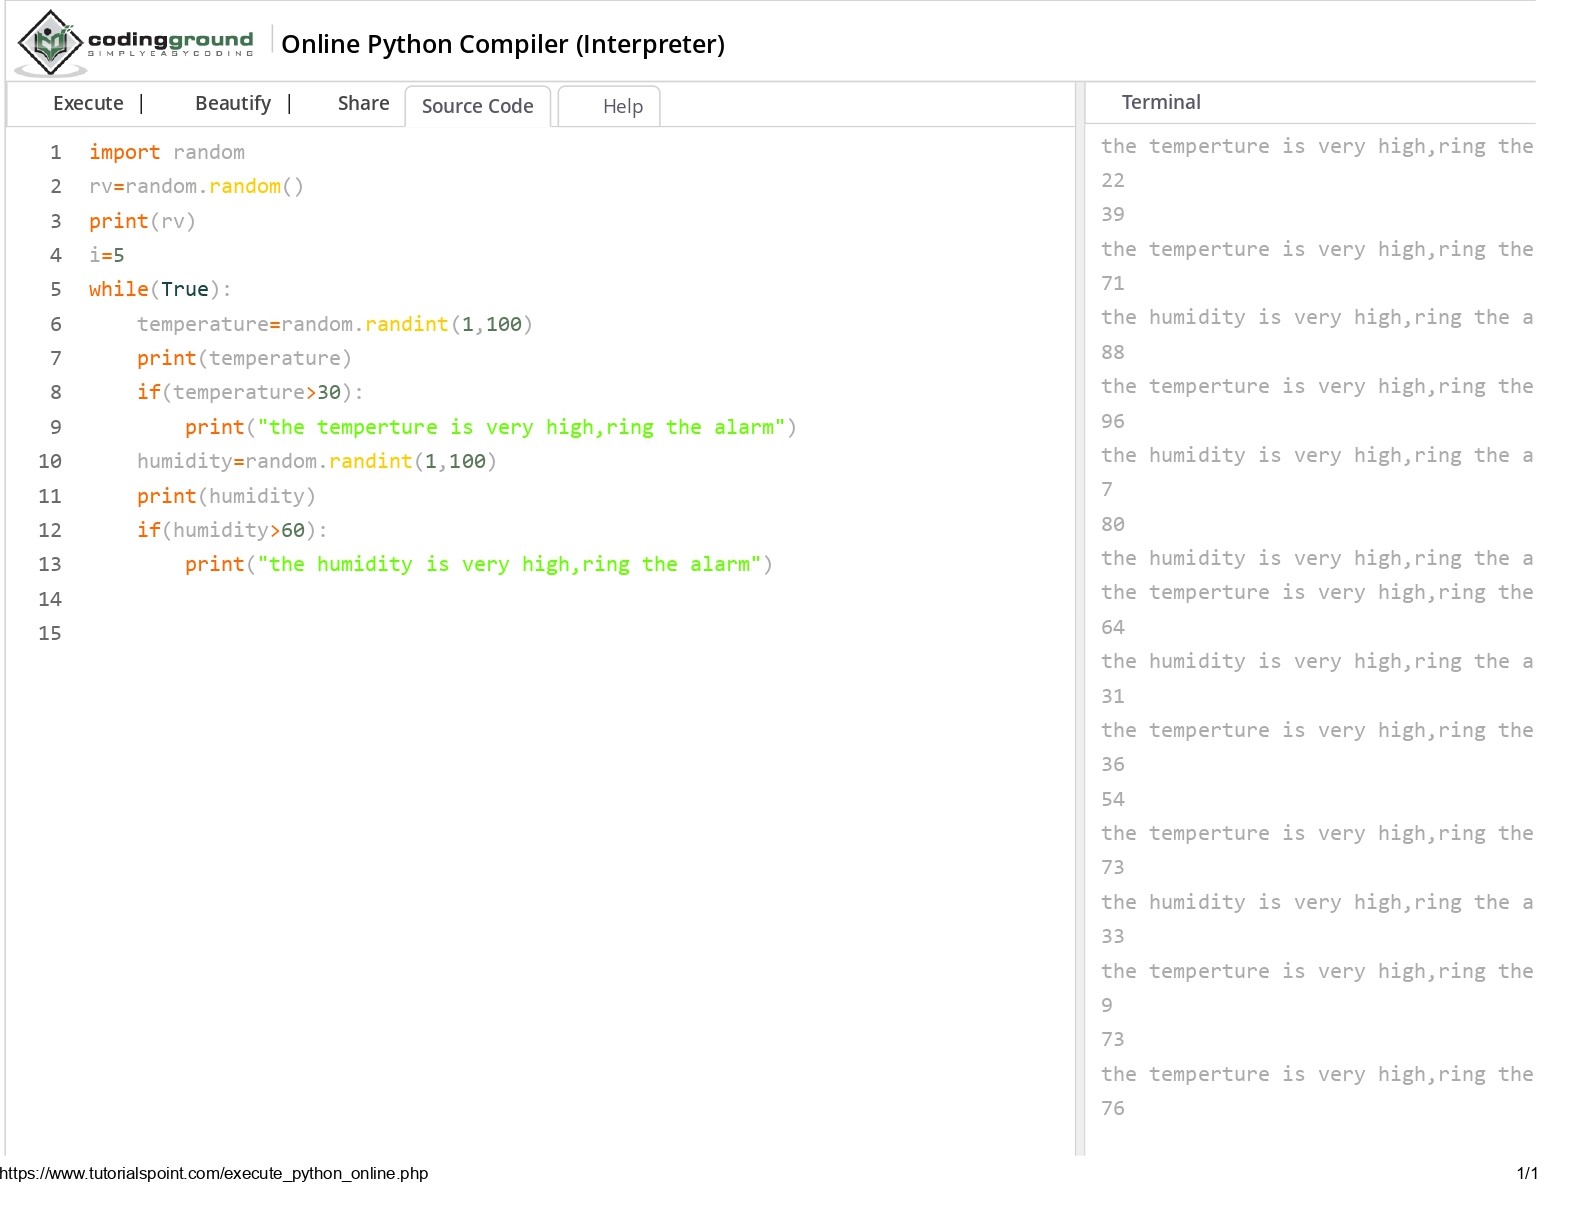 codingground
SIMPLYEASYCODING
Online Python Compiler (Interpreter)
Execute |
Beautify |
Share
Source Code
Help
1 import random
2 rv=random.random()
3 print(rv)
4 i=5
5 while(True):
6     temperature=random.randint(1,100)
7     print(temperature)
8     if(temperature>30):
9         print("the temperture is very high,ring the alarm")
10     humidity=random.randint(1,100)
11     print(humidity)
12     if(humidity>60):
13         print("the humidity is very high,ring the alarm")
14
15
Terminal
the temperture is very high,ring the
22
39
the temperture is very high,ring the
71
the humidity is very high,ring the a
88
the temperture is very high,ring the
96
the humidity is very high,ring the a
7
80
the humidity is very high,ring the a
the temperture is very high,ring the
64
the humidity is very high,ring the a
31
the temperture is very high,ring the
36
54
the temperture is very high,ring the
73
the humidity is very high,ring the a
33
the temperture is very high,ring the
9
73
the temperture is very high,ring the
76
https://www.tutorialspoint.com/execute_python_online.php
1/1